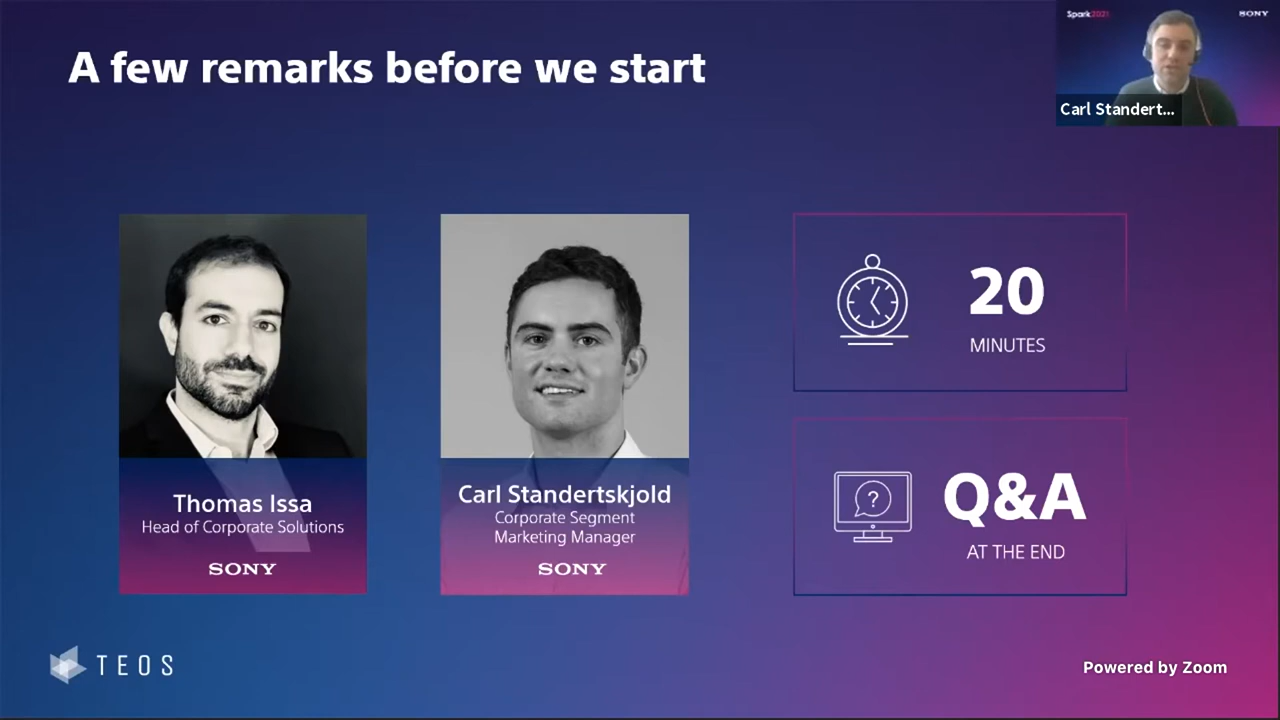 A few remarks before we start
Spark2021
SONY
Carl Standert...
Thomas Issa
Head of Corporate Solutions
SONY
Carl Standertskjold
Corporate Segment
Marketing Manager
SONY
20
MINUTES
?
Q&A
AT THE END
TEOS
Powered by Zoom